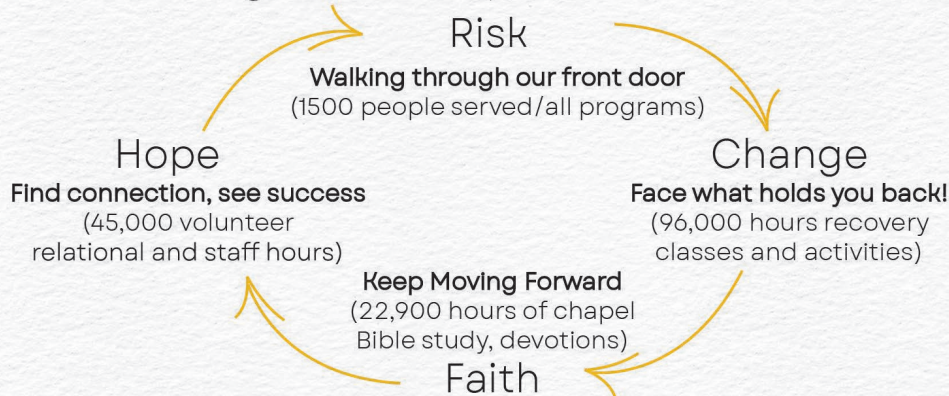 Risk
Walking through our front door
(1500 people served/all programs)
Hope
Find connection, see success
(45,000 volunteer
relational and staff hours)
Change
Face what holds you back!
(96,000 hours recovery
classes and activities)
Keep Moving Forward
(22,900 hours of chapel
Bible study, devotions)
Faith